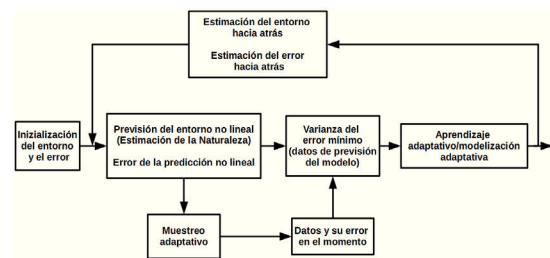 Estimación del entorno
hacia atrás
Estimación del error
hacia atrás
Inizialización
del entorno
y el error
Previsión del entorno no lineal
(Estimación de la Naturaleza)
Error de la predicción no lineal
Varianza del
error mínimo
(datos de previsión
del modelo)
Aprendizaje
adaptativo/modelización
adaptativa
Muestreo
adaptativo
Datos y su error
en el momento